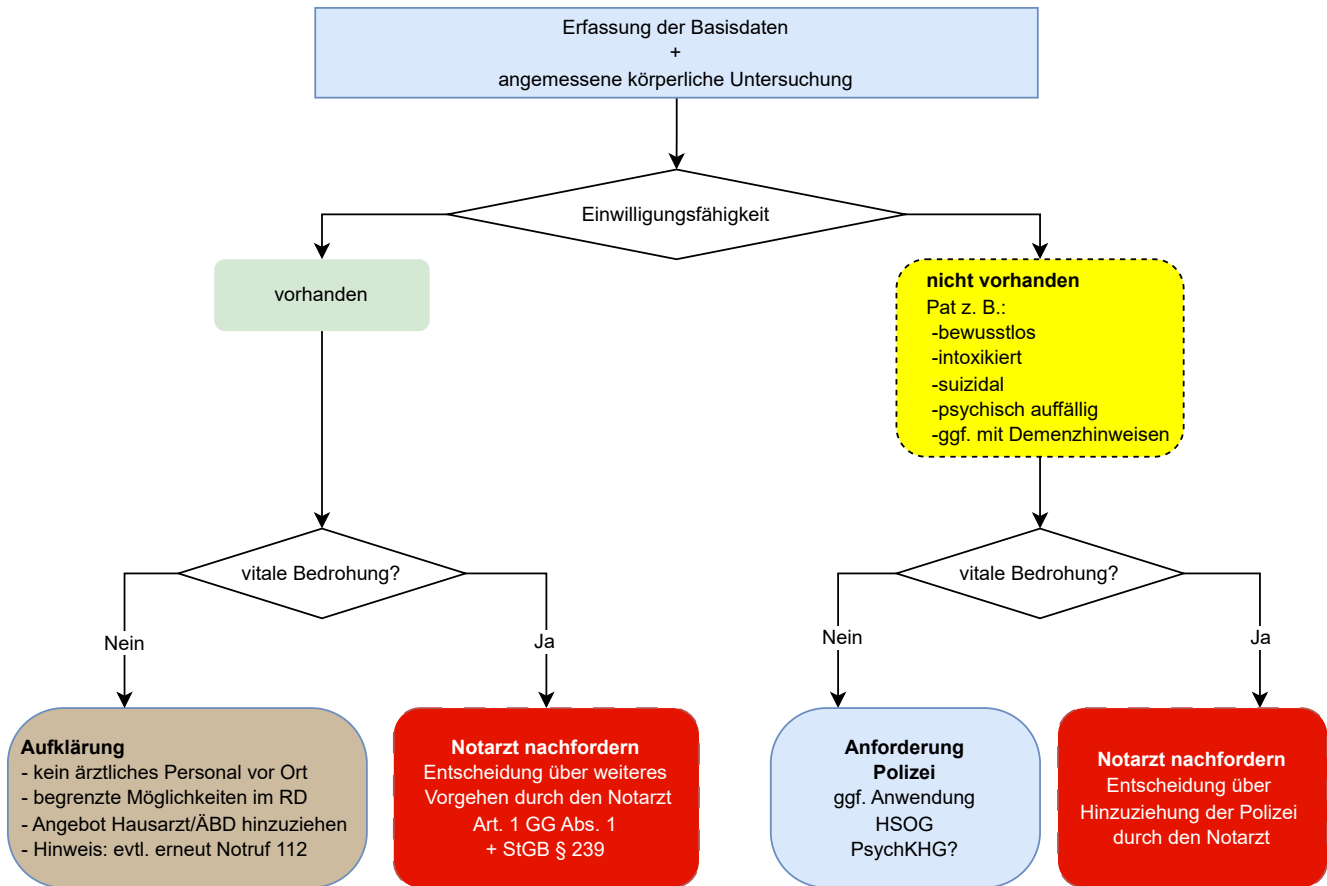 Erfassung der Basisdaten
+
angemessene körperliche Untersuchung
Einwilligungsfähigkeit
vorhanden
nicht vorhanden
Pat z. B.:
-bewusstlos
-intoxikiert
-suizidal
-psychisch auffällig
-ggf. mit Demenzhinweisen
vitale Bedrohung?
Nein
Ja
vitale Bedrohung?
Nein
Ja
Aufklärung
- kein ärztliches Personal vor Ort
- begrenzte Möglichkeiten im RD
- Angebot Hausarzt/ÄBD hinzuziehen
- Hinweis: evtl. erneut Notruf 112
Notarzt nachfordern
Entscheidung über weiteres
Vorgehen durch den Notarzt
Art. 1 GG Abs. 1
+ StGB § 239
Anforderung
Polizei
ggf. Anwendung
HSOG
PsychKHG?
Notarzt nachfordern
Entscheidung über
Hinzuziehung der Polizei
durch den Notarzt